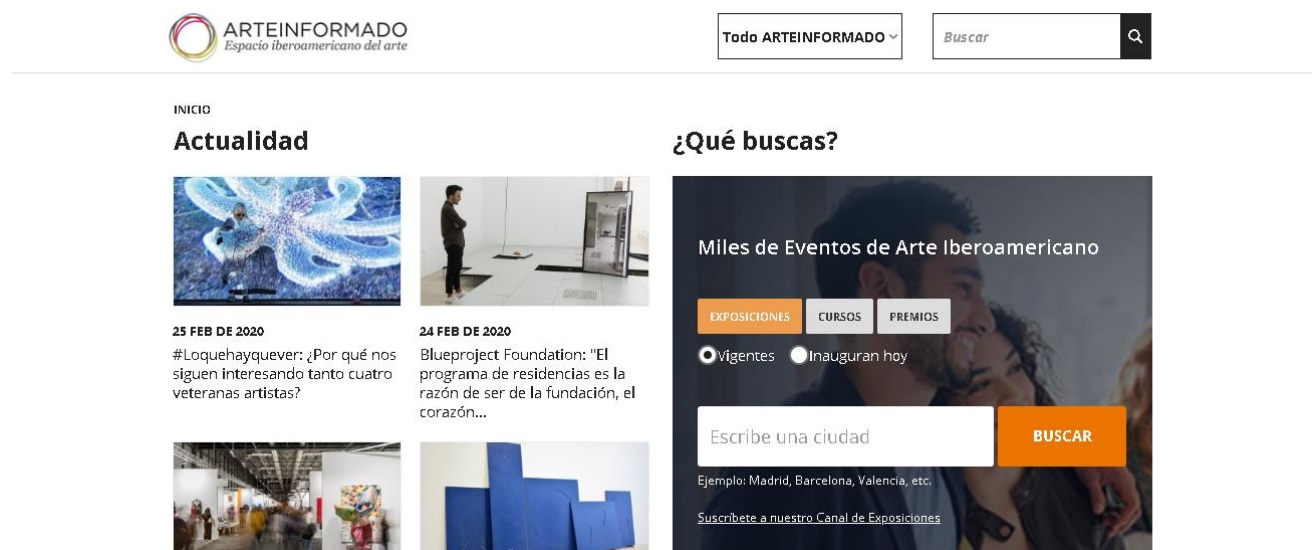 ARTEINFORMADO
Espacio iberoamericano del arte
Todo ARTEINFORMADO
Buscar
INICIO
Actualidad
25 FEB DE 2020
#Loquehayquever: ¿Por qué nos
siguen interesando tanto cuatro
veteranas artistas?
24 FEB DE 2020
Blueproject Foundation: "El
programa de residencias es la
razón de ser de la fundación, el
corazón...
¿Qué buscas?
Miles de Eventos de Arte Iberoamericano
EXPOSICIONES CURSOS PREMIOS
Vigentes Inauguran hoy
Escribe una ciudad BUSCAR
Ejemplo: Madrid, Barcelona, Valencia, etc.
Suscríbete a nuestro Canal de Exposiciones